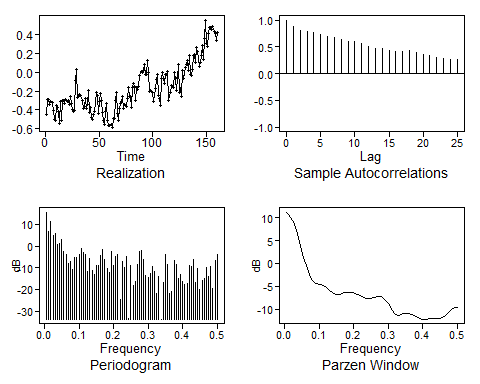 0.4
0.2
0.0
-0.2
-0.4
-0.6
0 50 100 150
Time
Realization
1.0
0.5
0.0
-0.5
-1.0
0 5 10 15 20 25
Lag
Sample Autocorrelations
10
0
-10
-20
-30
dB
0.0 0.1 0.2 0.3 0.4 0.5
Frequency
Periodogram
10
5
0
-5
-10
dB
0.0 0.1 0.2 0.3 0.4 0.5
Frequency
Parzen Window